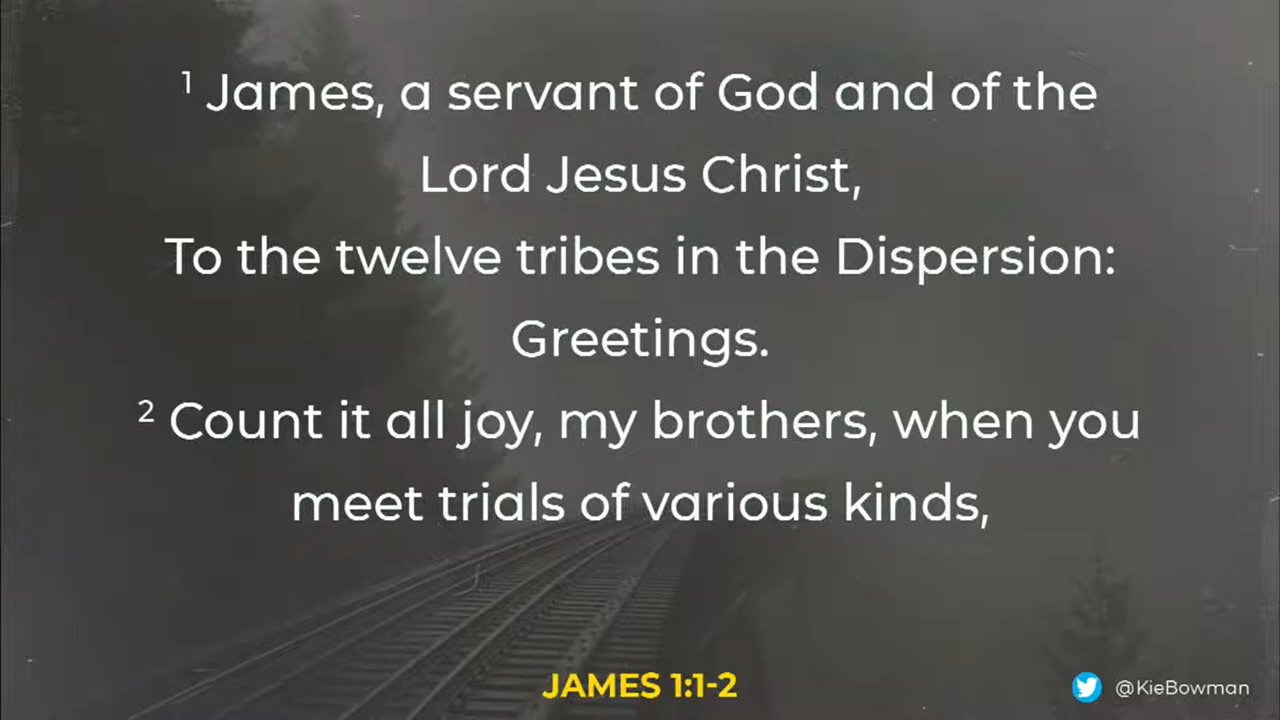 1 James, a servant of God and of the
Lord Jesus Christ,
To the twelve tribes in the Dispersion:
Greetings.
2 Count it all joy, my brothers, when you
meet trials of various kinds,
JAMES 1:1-2
@KieBowman